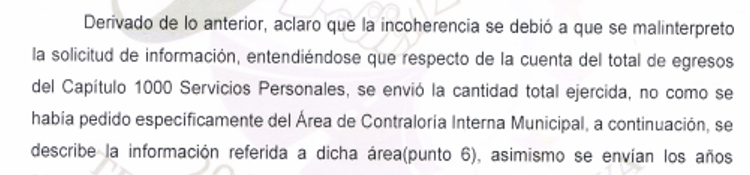 Derivado de lo anterior, aclaro que la incoherencia se debió a que se malinterpreto
la solicitud de información, entendiéndose que respecto de la cuenta del total de egresos
del Capítulo 1000 Servicios Personales, se envió la cantidad total ejercida, no como se
había pedido especificamente del Área de Contraloría Interna Municipal, a continuación, se
describe la información referida a dicha área(punto 6), asimismo se envían los años